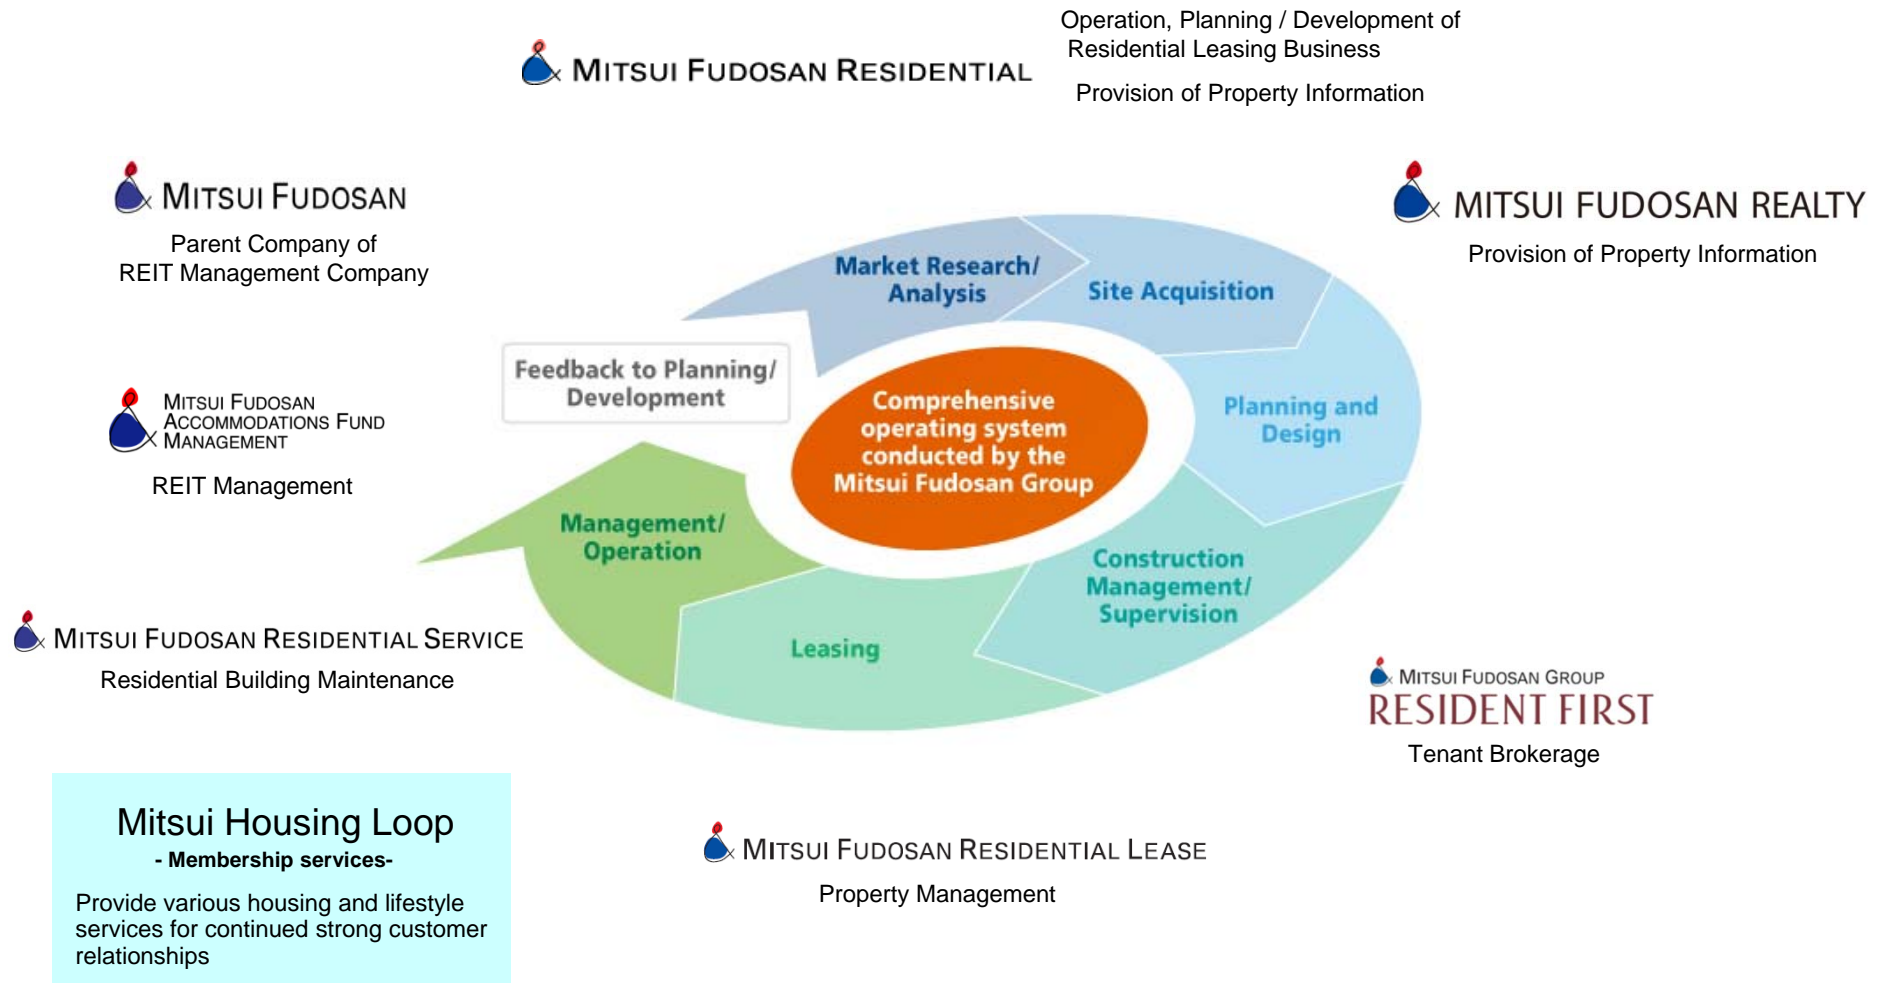 Operation, Planning / Development of
Residential Leasing Business
MITSUI FUDOSAN RESIDENTIAL
Provision of Property Information
MITSUI FUDOSAN
Parent Company of
REIT Management Company
MITSUI FUDOSAN REALTY
Provision of Property Information
Market Research/
Analysis
Site Acquisition
Feedback to Planning/
Development
Planning and
Design
Comprehensive
operating system
conducted by the
Mitsui Fudosan Group
MITSUI FUDOSAN
ACCOMMODATIONS FUND
MANAGEMENT
REIT Management
Management/
Operation
Construction
Management/
Supervision
Leasing
MITSUI FUDOSAN RESIDENTIAL SERVICE
Residential Building Maintenance
MITSUI FUDOSAN GROUP
RESIDENT FIRST
Tenant Brokerage
Mitsui Housing Loop
- Membership services-
Provide various housing and lifestyle
services for continued strong customer
relationships
MITSUI FUDOSAN RESIDENTIAL LEASE
Property Management